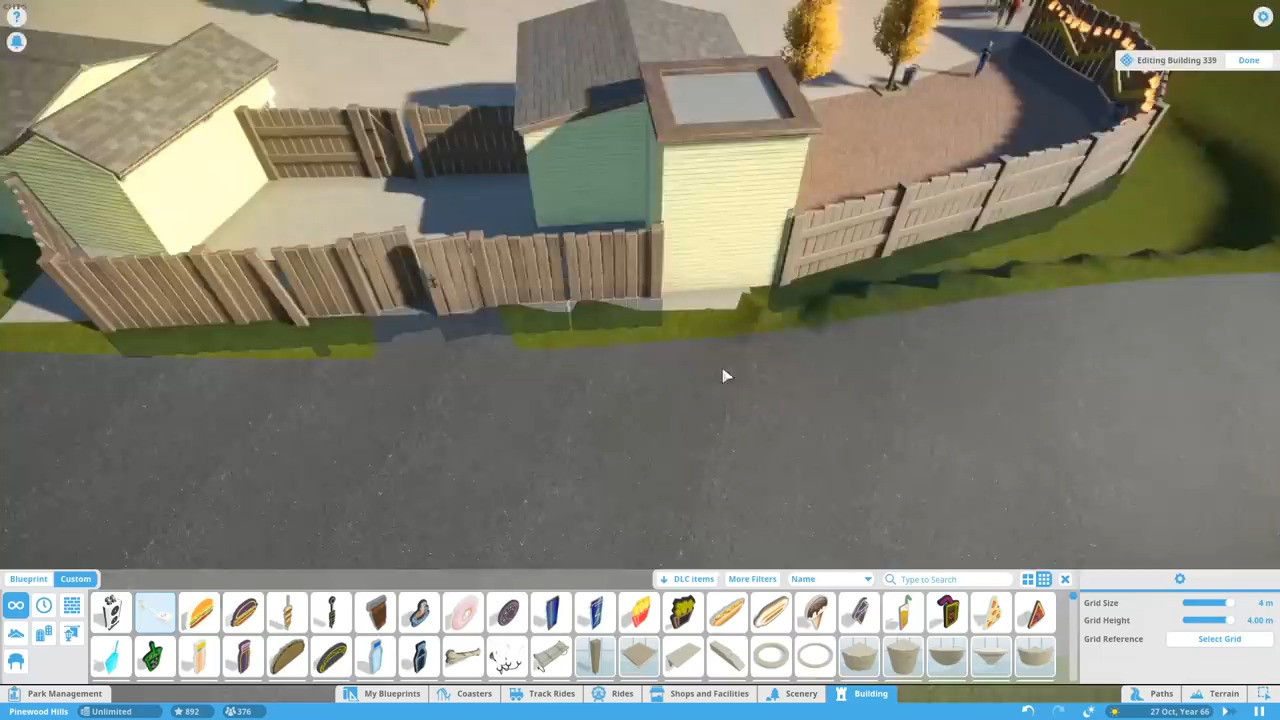 ?
Editing Building 339 Done
Blueprint Custom DLC items More Filters Name Type to Search
Grid Size 4 m
Grid Height 4.00 m
Grid Reference Select Grid
Park Management My Blueprints Coasters Track Rides Rides Shops and Facilities Scenery Building Paths Terrain
Pinewood Hills Unlimited 892 376 27 Oct, Year 66